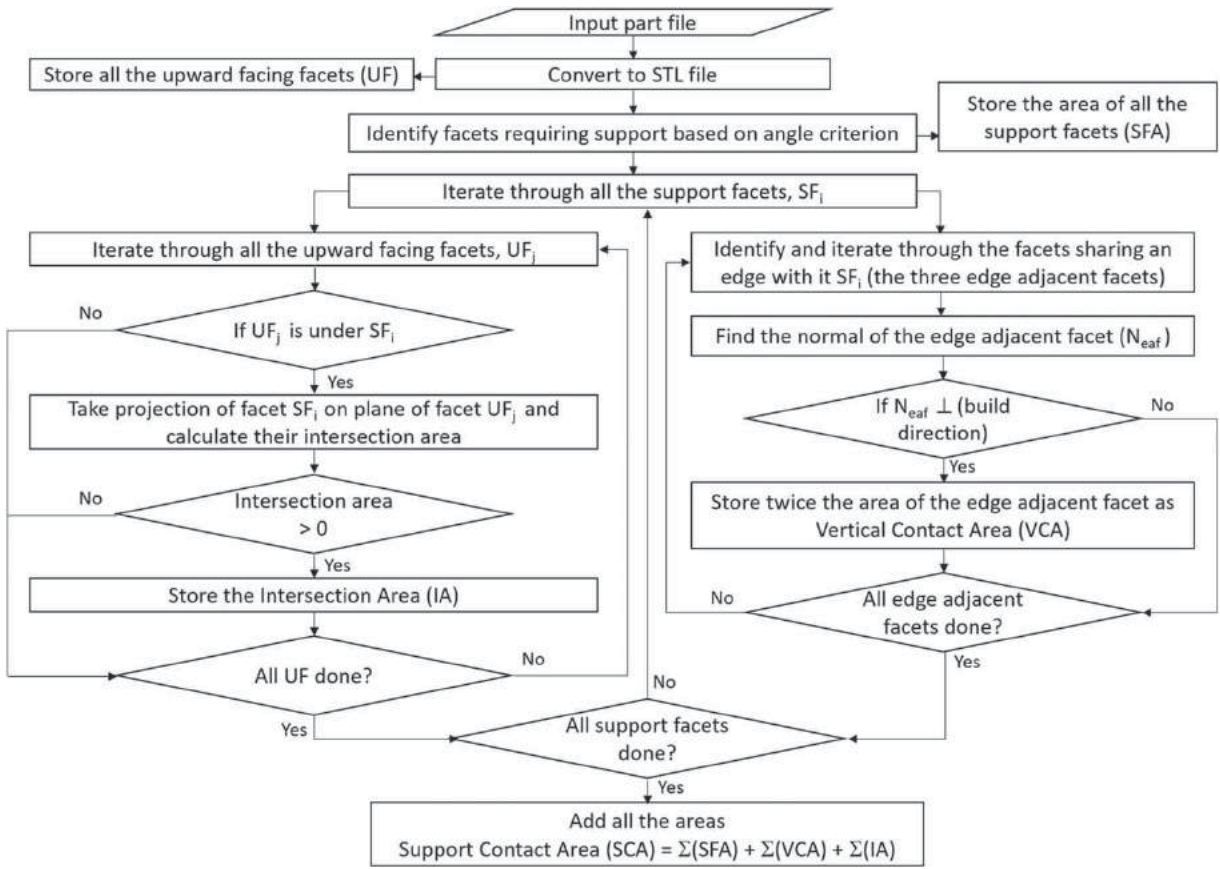 Input part file
Store all the upward facing facets (UF)
Convert to STL file
Identify facets requiring support based on angle criterion
Store the area of all the
support facets (SFA)
Iterate through all the support facets, SFi
Iterate through all the upward facing facets, UFj
If UFj is under SFi
No
Yes
Take projection of facet SFi on plane of facet UFj and
calculate their intersection area
Intersection area
> 0
No
Yes
Store the Intersection Area (IA)
All UF done?
No
Yes
Identify and iterate through the facets sharing an
edge with it SFi (the three edge adjacent facets)
Find the normal of the edge adjacent facet (Neaf)
If Neaf ⊥ (build
direction)
No
Yes
Store twice the area of the edge adjacent facet as
Vertical Contact Area (VCA)
All edge adjacent
facets done?
No
Yes
All support facets
done?
No
Yes
Add all the areas
Support Contact Area (SCA) = Σ(SFA) + Σ(VCA) + Σ(IA)